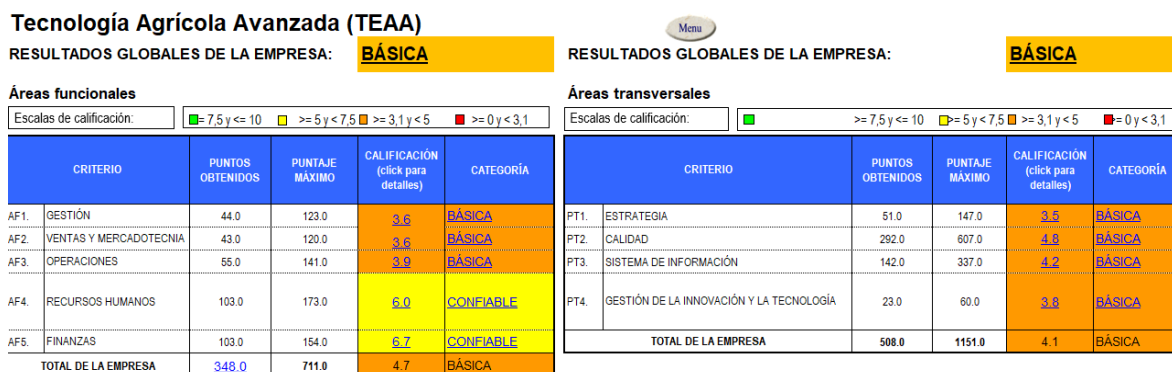 Tecnología Agrícola Avanzada (TEAA)
Menu
RESULTADOS GLOBALES DE LA EMPRESA: BÁSICA
RESULTADOS GLOBALES DE LA EMPRESA: BÁSICA
Áreas funcionales
Escalas de calificación: = 7,5 y <= 10 >= 5 y < 7,5 >= 3,1 y < 5 >= 0 y < 3,1
CRITERIO PUNTOS OBTENIDOS PUNTAJE MÁXIMO CALIFICACIÓN (click para detalles) CATEGORÍA
AF1. GESTIÓN 44.0 123.0 3.6 BÁSICA
AF2. VENTAS Y MERCADOTECNIA 43.0 120.0 3.6 BÁSICA
AF3. OPERACIONES 55.0 141.0 3.9 BÁSICA
AF4. RECURSOS HUMANOS 103.0 173.0 6.0 CONFIABLE
AF5. FINANZAS 103.0 154.0 6.7 CONFIABLE
TOTAL DE LA EMPRESA 348.0 711.0 4.7 BÁSICA
Áreas transversales
Escalas de calificación: >= 7,5 y <= 10 >= 5 y < 7,5 >= 3,1 y < 5 = 0 y < 3,1
CRITERIO PUNTOS OBTENIDOS PUNTAJE MÁXIMO CALIFICACIÓN (click para detalles) CATEGORÍA
PT1. ESTRATEGIA 51.0 147.0 3.5 BÁSICA
PT2. CALIDAD 292.0 607.0 4.8 BÁSICA
PT3. SISTEMA DE INFORMACIÓN 142.0 337.0 4.2 BÁSICA
PT4. GESTIÓN DE LA INNOVACIÓN Y LA TECNOLOGÍA 23.0 60.0 3.8 BÁSICA
TOTAL DE LA EMPRESA 508.0 1151.0 4.1 BÁSICA